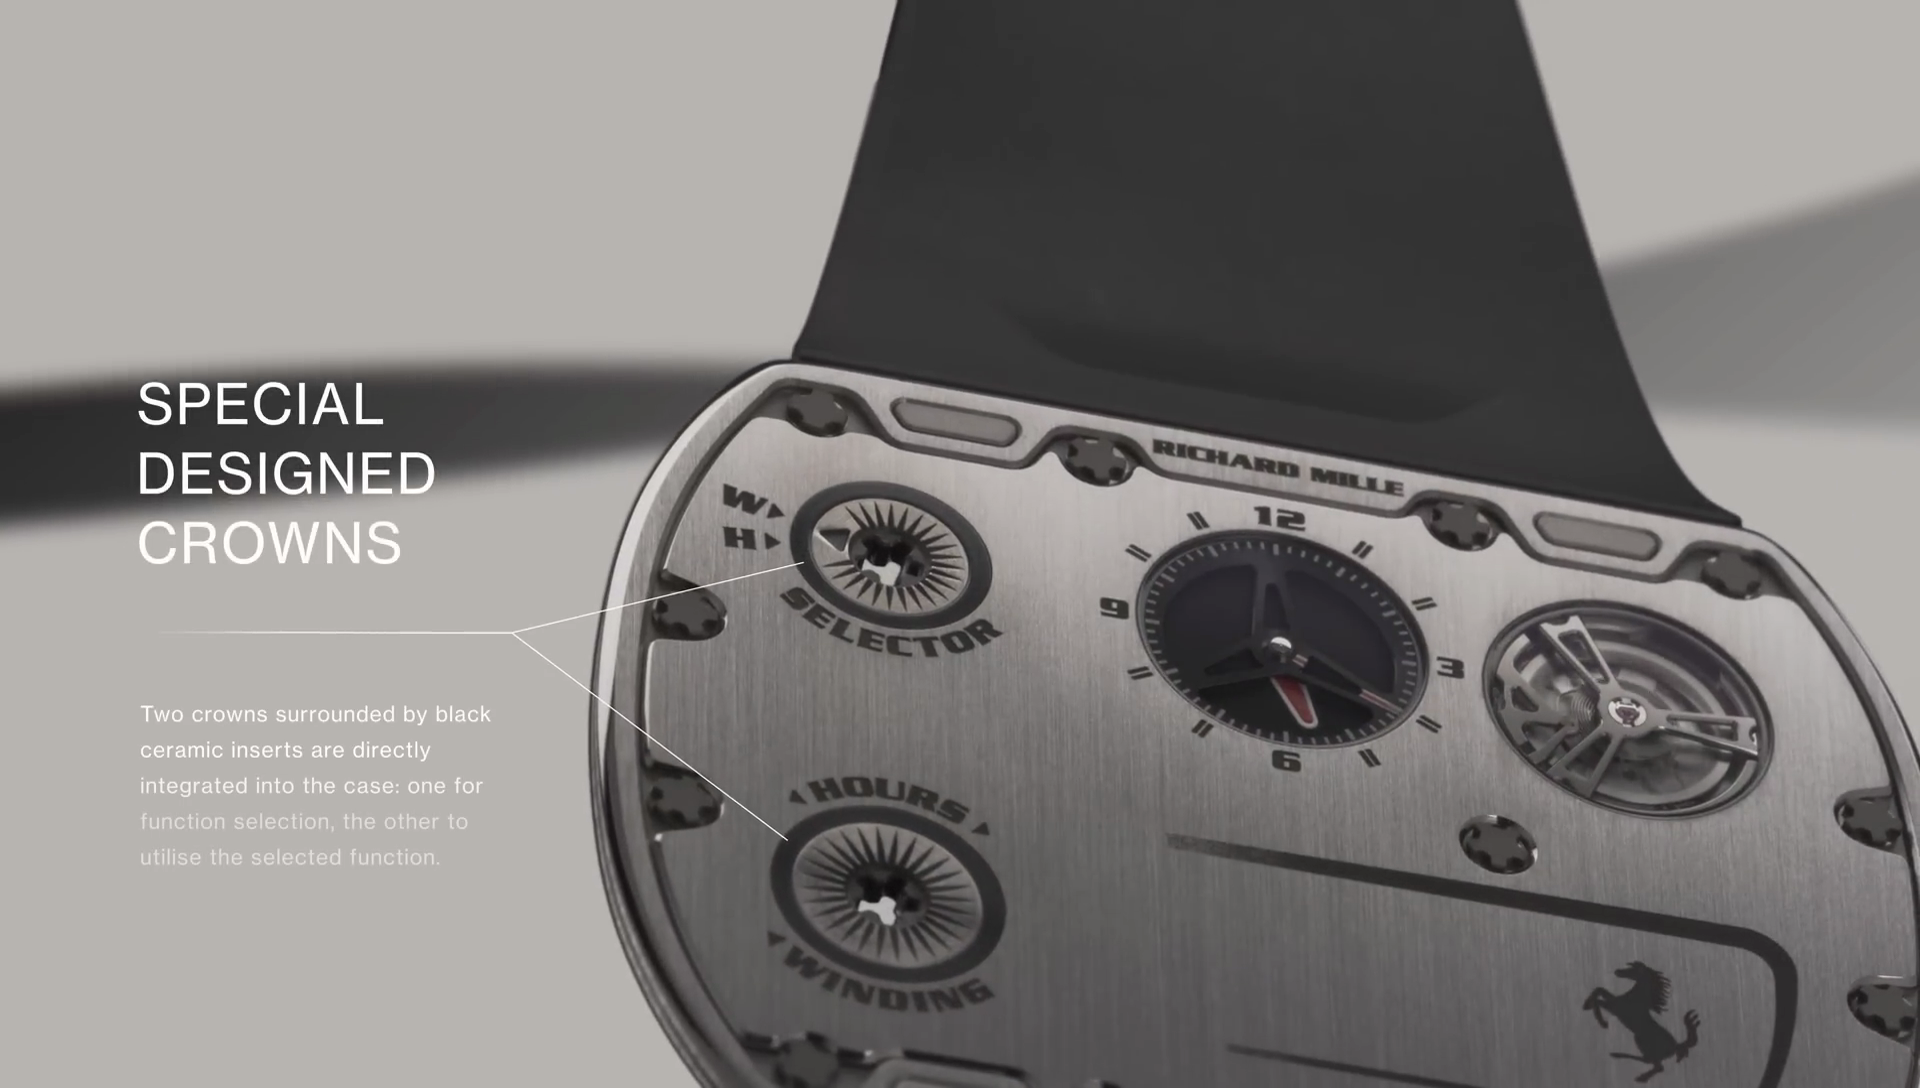 SPECIAL
DESIGNED
CROWNS
Two crowns surrounded by black
ceramic inserts are directly
integrated into the case: one for
function selection, the other to
utilise the selected function.
RICHARD MILLE
W
H
SELECTOR
12
9
3
6
HOURS
WINDING